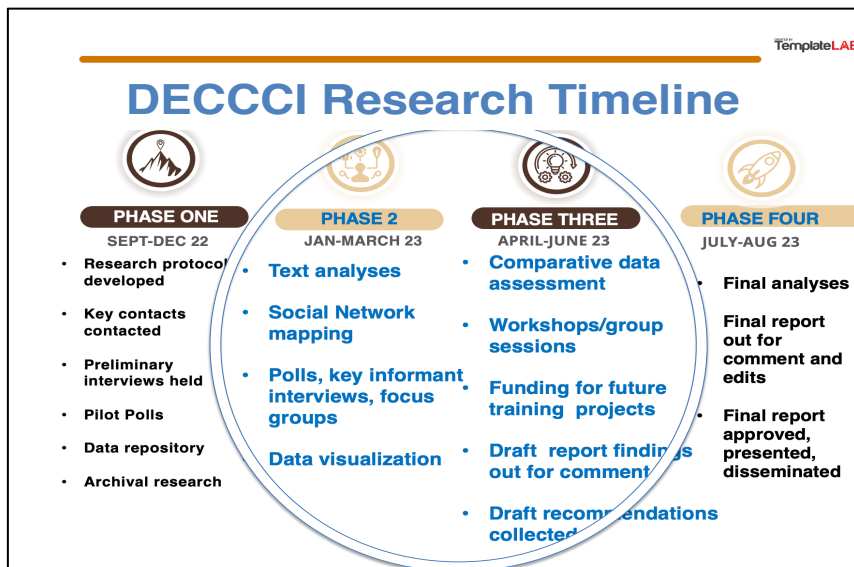 CREATED BY
TemplateLAB
DECCCI Research Timeline
PHASE ONE
SEPT-DEC 22
• Research protocol
developed
• Key contacts
contacted
• Preliminary
interviews held
• Pilot Polls
• Data repository
• Archival research
PHASE 2
JAN-MARCH 23
• Text analyses
• Social Network
mapping
• Polls, key informant
interviews, focus
groups
• Data visualization
PHASE THREE
APRIL-JUNE 23
• Comparative data
assessment
• Workshops/group
sessions
• Funding for future
training projects
• Draft report findings
out for comment
• Draft recommendations
collected
PHASE FOUR
JULY-AUG 23
• Final analyses
Final report
out for
comment and
edits
• Final report
approved,
presented,
disseminated